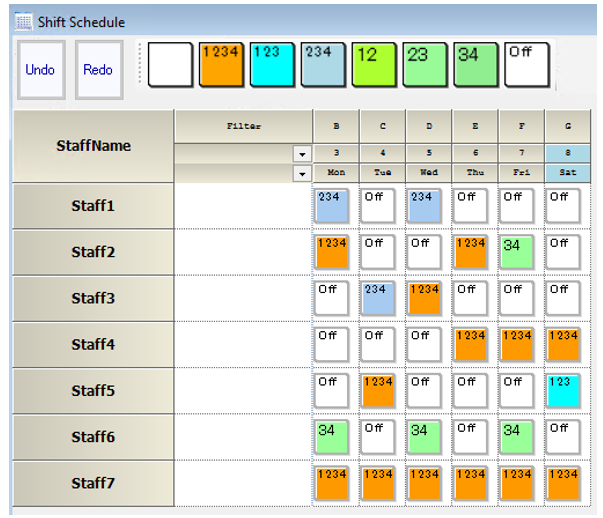 Shift Schedule
Undo Redo 1234 123 234 12 23 34 Off
StaffName Filter B C D E F G
3 4 5 6 7 8
Mon Tue Wed Thu Fri Sat
Staff1 234 Off 234 Off Off Off
Staff2 1234 Off Off 1234 34 Off
Staff3 Off 234 1234 Off Off Off
Staff4 Off Off Off 1234 1234 1234
Staff5 Off 1234 Off Off Off 123
Staff6 34 Off 34 Off 34 Off
Staff7 1234 1234 1234 1234 1234 1234